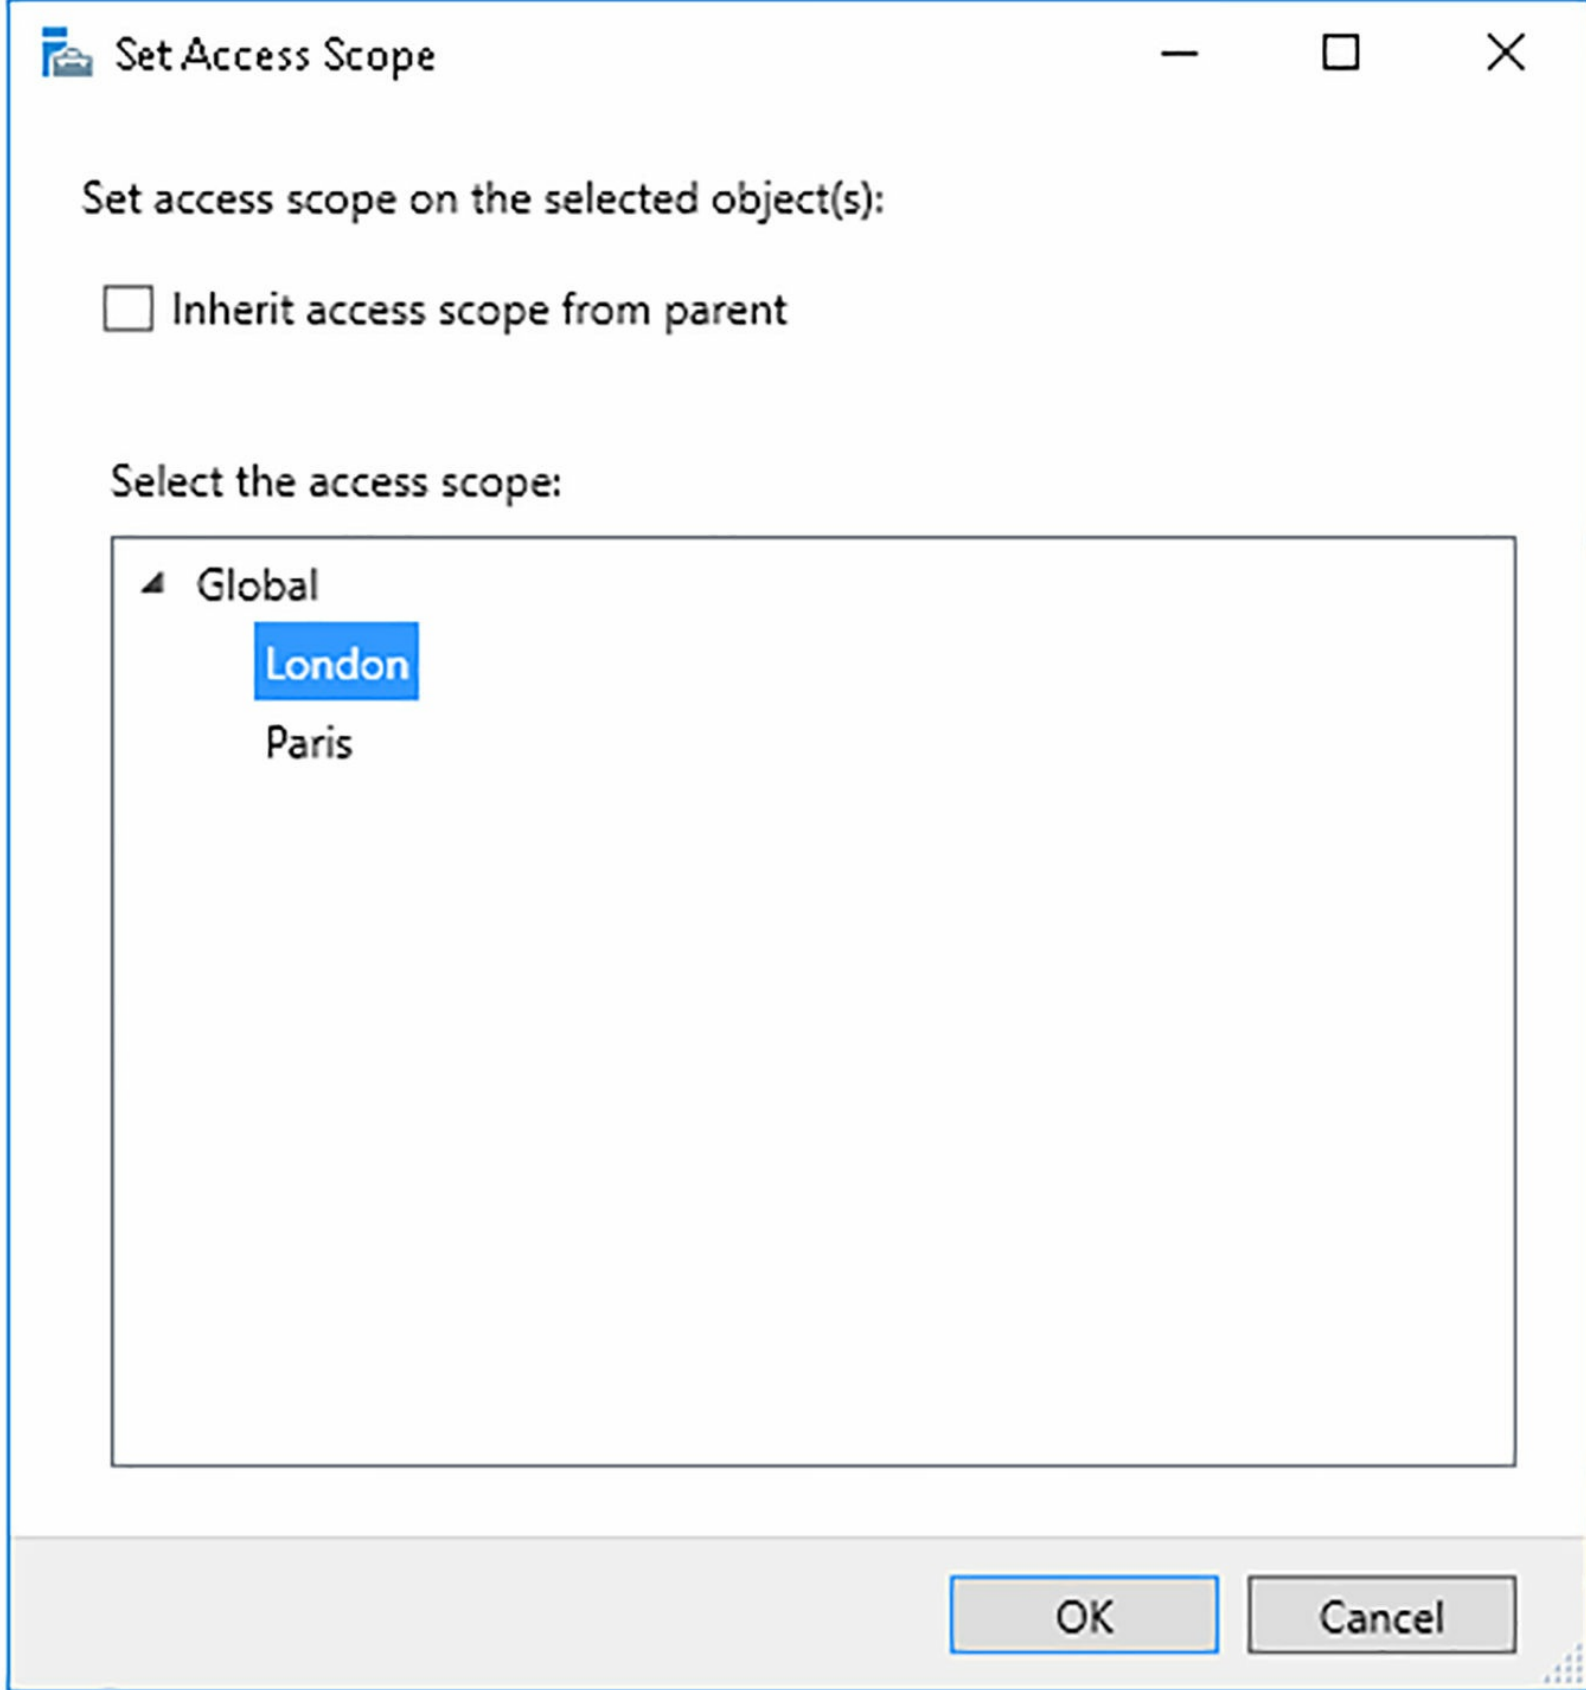 Set Access Scope
Set access scope on the selected object(s):
Inherit access scope from parent
Select the access scope:
Global
London
Paris
OK
Cancel